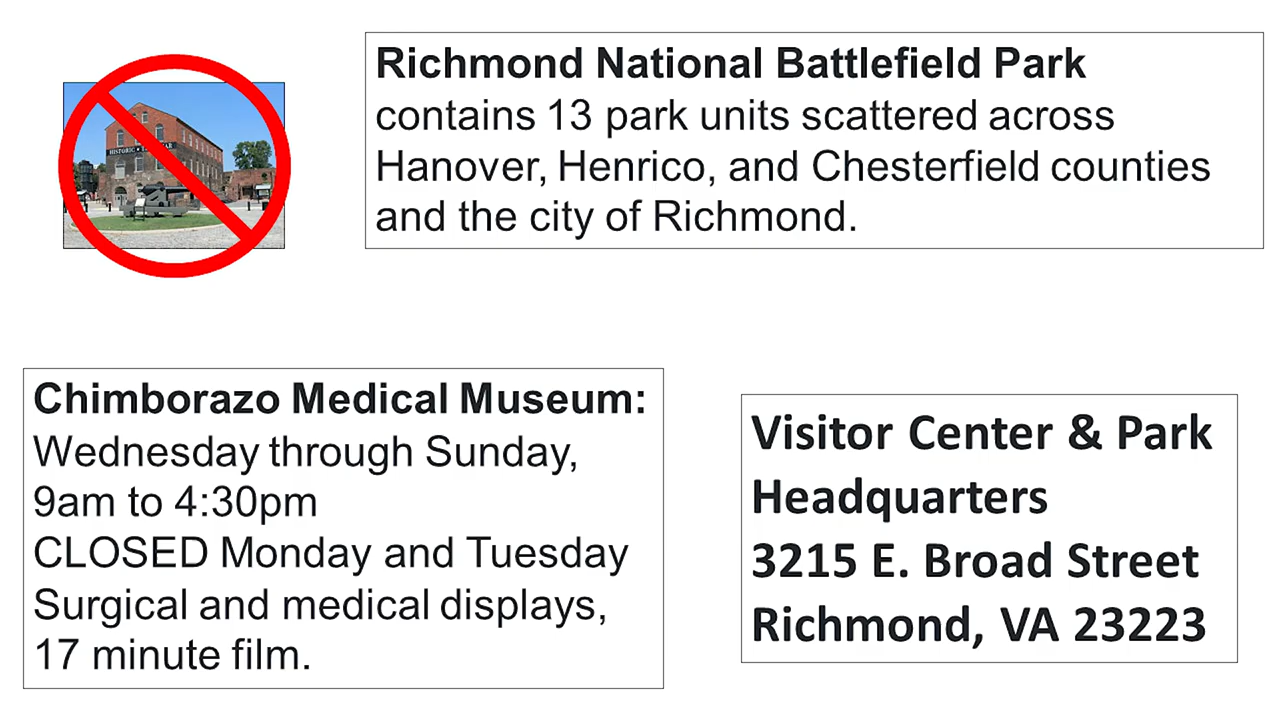 Richmond National Battlefield Park
contains 13 park units scattered across
Hanover, Henrico, and Chesterfield counties
and the city of Richmond.
HISTORIC
Chimborazo Medical Museum:
Wednesday through Sunday,
9am to 4:30pm
CLOSED Monday and Tuesday
Surgical and medical displays,
17 minute film.
Visitor Center & Park
Headquarters
3215 E. Broad Street
Richmond, VA 23223